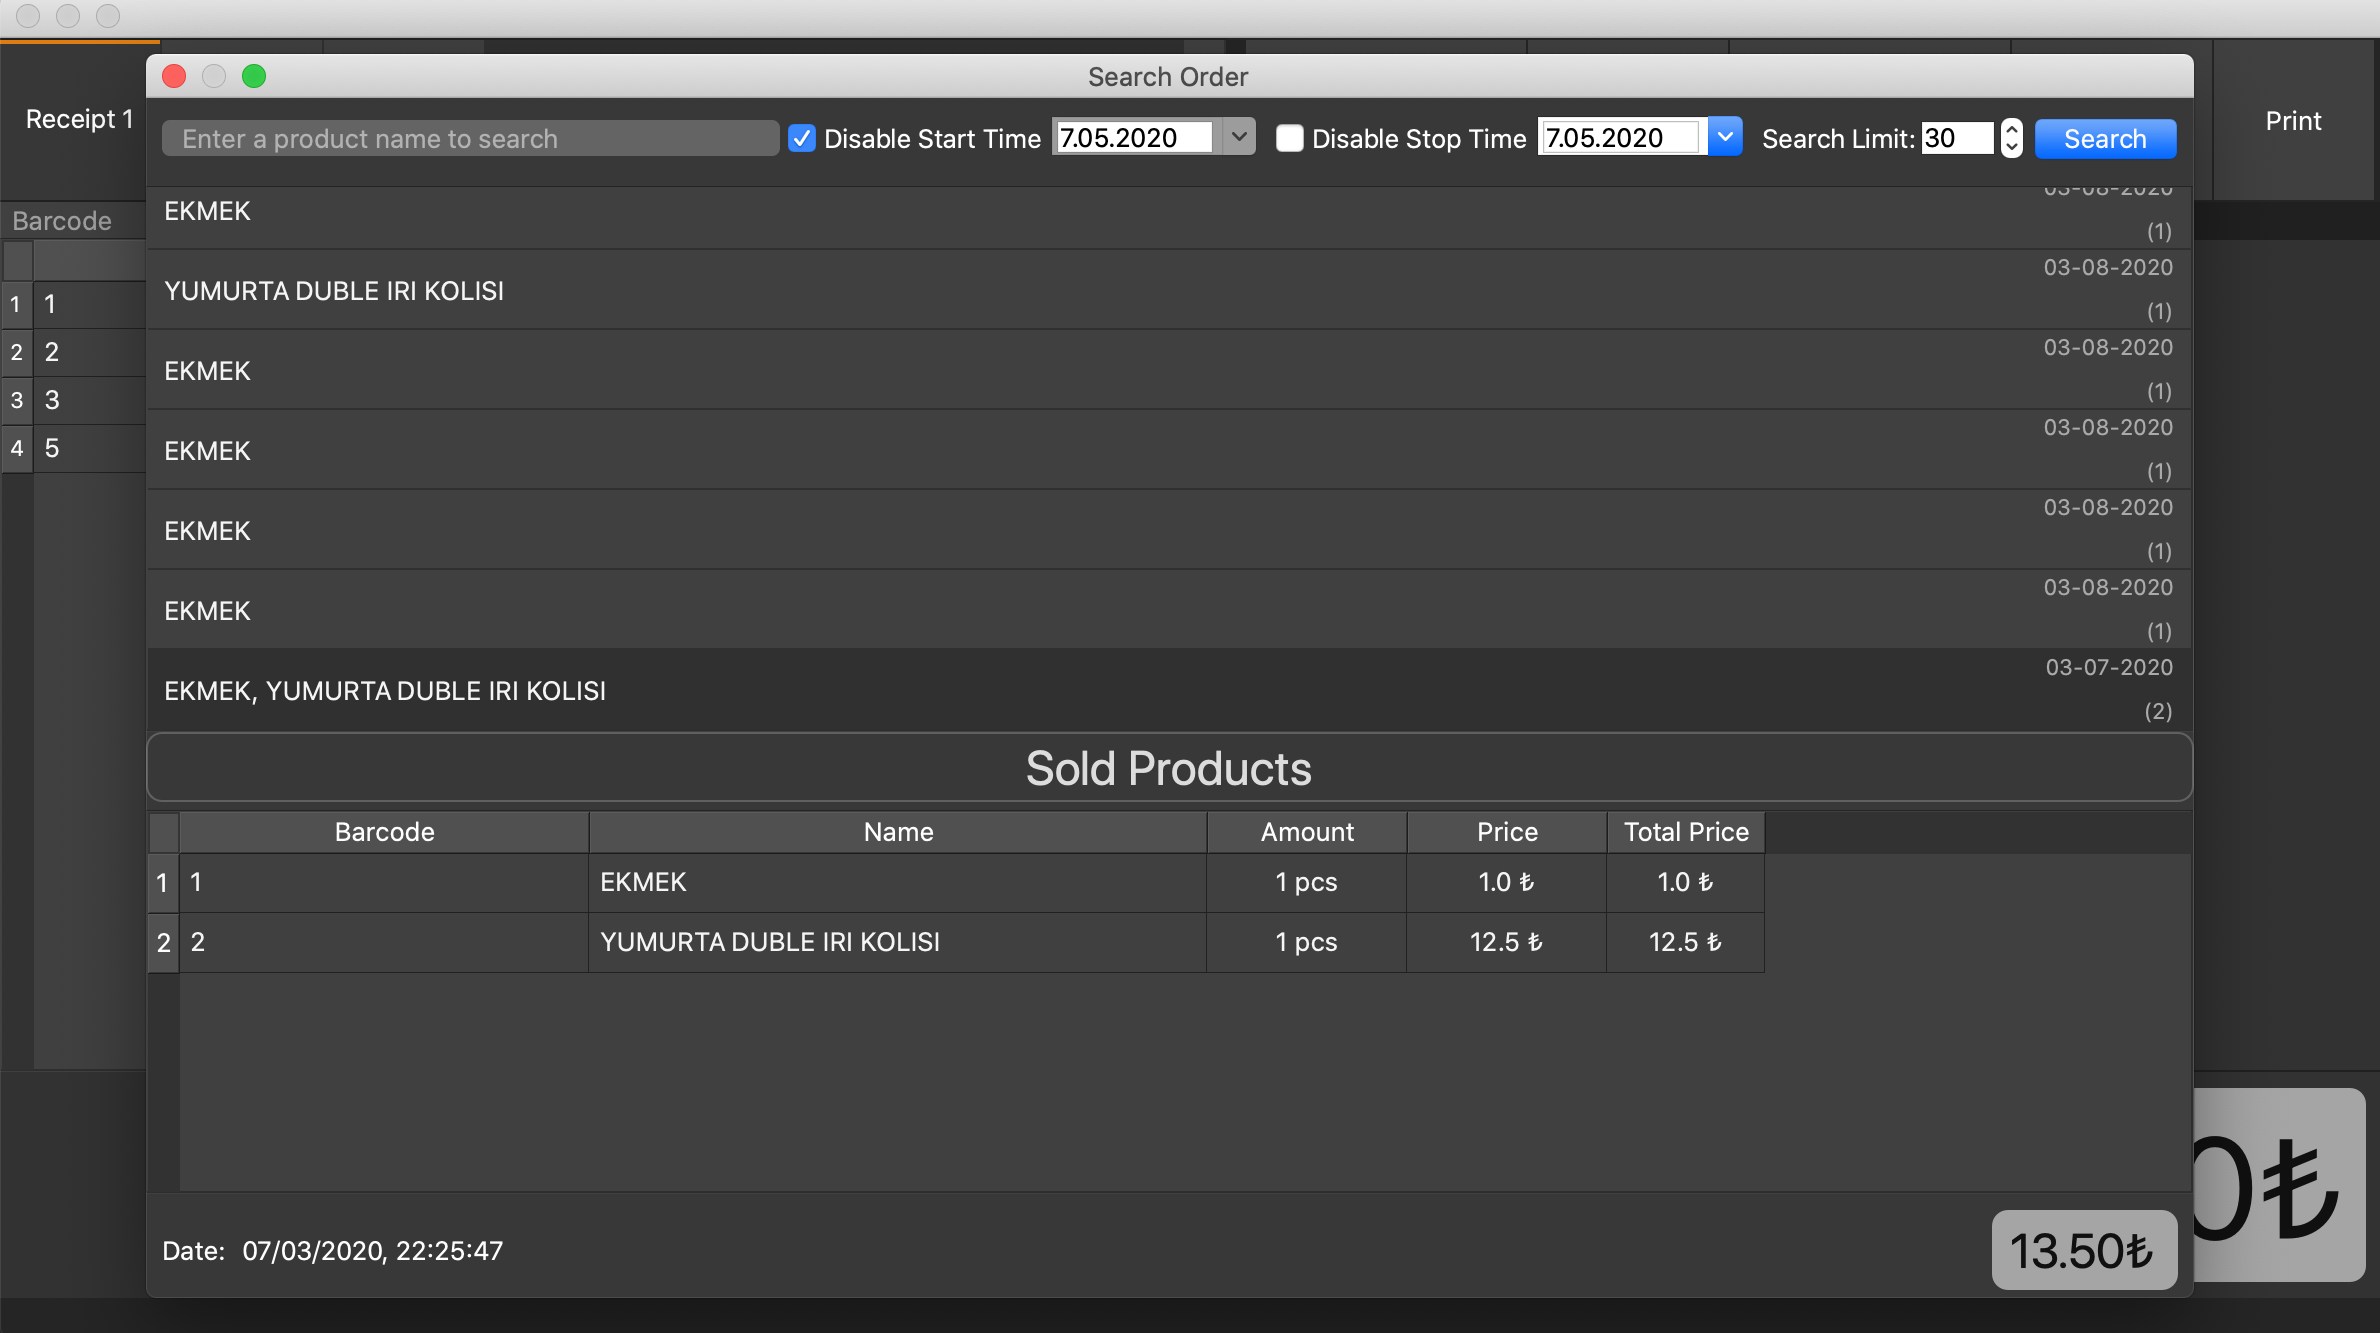 Search Order
Receipt 1
Print
Enter a product name to search
Disable Start Time
7.05.2020
Disable Stop Time
7.05.2020
Search Limit:
30
Search
Barcode
1 1
2 2
3 3
4 5
03-08-2020
EKMEK
(1)
03-08-2020
YUMURTA DUBLE IRI KOLISI
(1)
03-08-2020
EKMEK
(1)
03-08-2020
EKMEK
(1)
03-08-2020
EKMEK
(1)
03-08-2020
EKMEK
(1)
03-07-2020
EKMEK, YUMURTA DUBLE IRI KOLISI
(2)
Sold Products
Barcode Name Amount Price Total Price
1 1 EKMEK 1 pcs 1.0 ₺ 1.0 ₺
2 2 YUMURTA DUBLE IRI KOLISI 1 pcs 12.5 ₺ 12.5 ₺
0₺
Date: 07/03/2020, 22:25:47
13.50₺